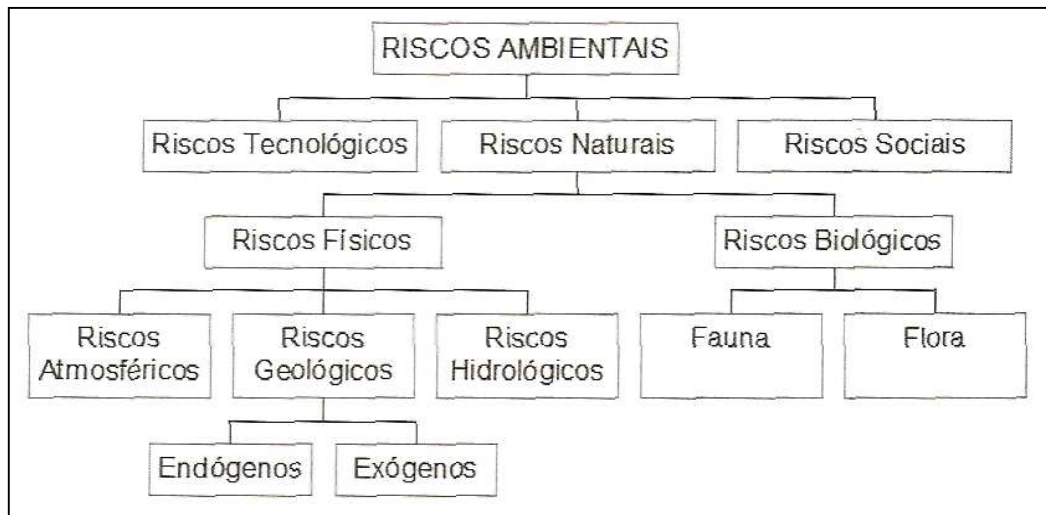 RISCOS AMBIENTAIS
Riscos Tecnológicos
Riscos Naturais
Riscos Sociais
Riscos Físicos
Riscos Biológicos
Riscos
Atmosféricos
Riscos
Geológicos
Riscos
Hidrológicos
Fauna
Flora
Endógenos
Exógenos